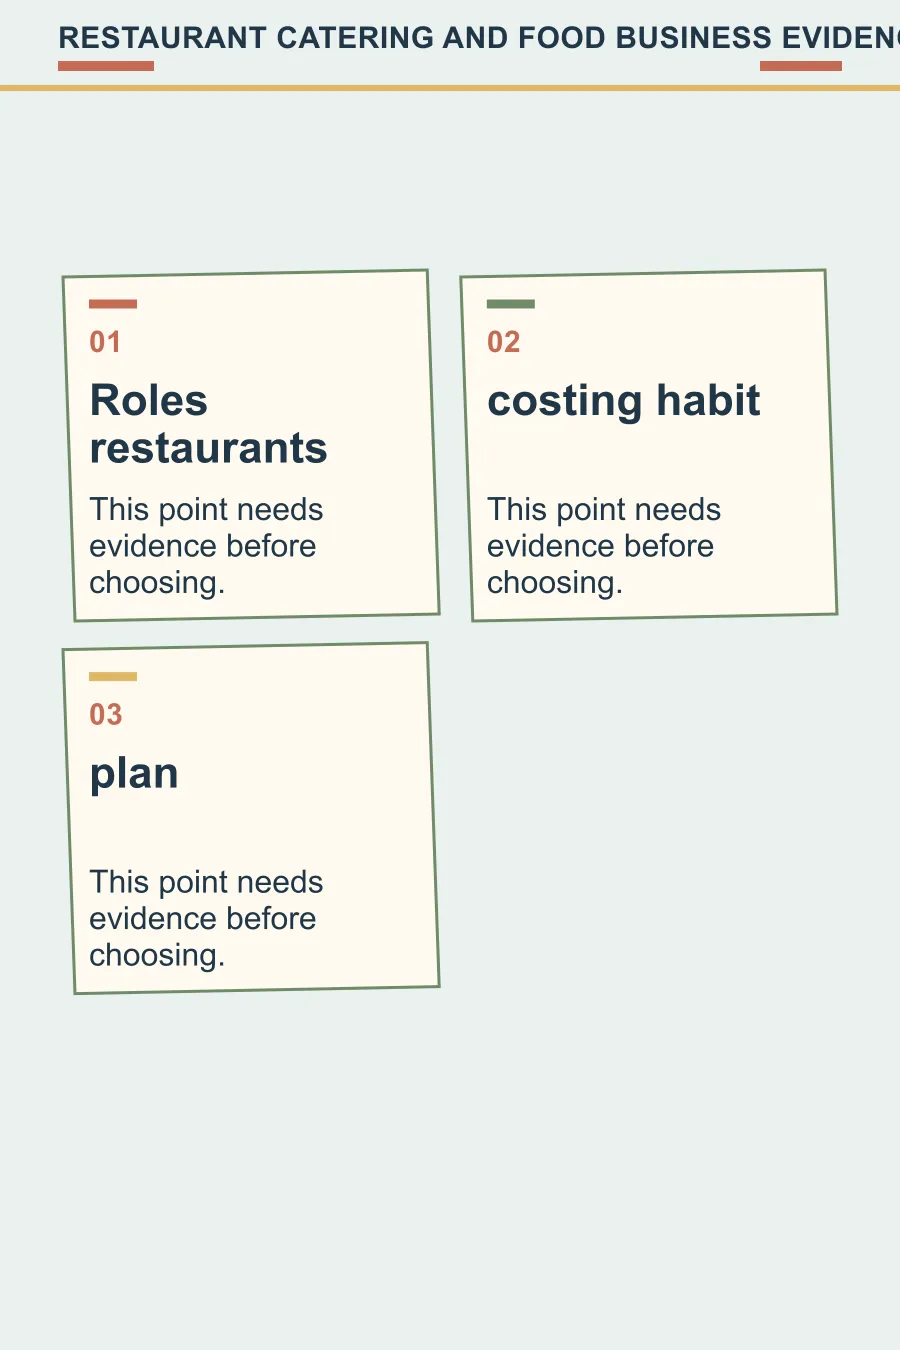 RESTAURANT CATERING AND FOOD BUSINESS
01
Roles
restaurants
This point needs
evidence before
choosing.
02
costing habit
This point needs
evidence before
choosing.
03
plan
This point needs
evidence before
choosing.